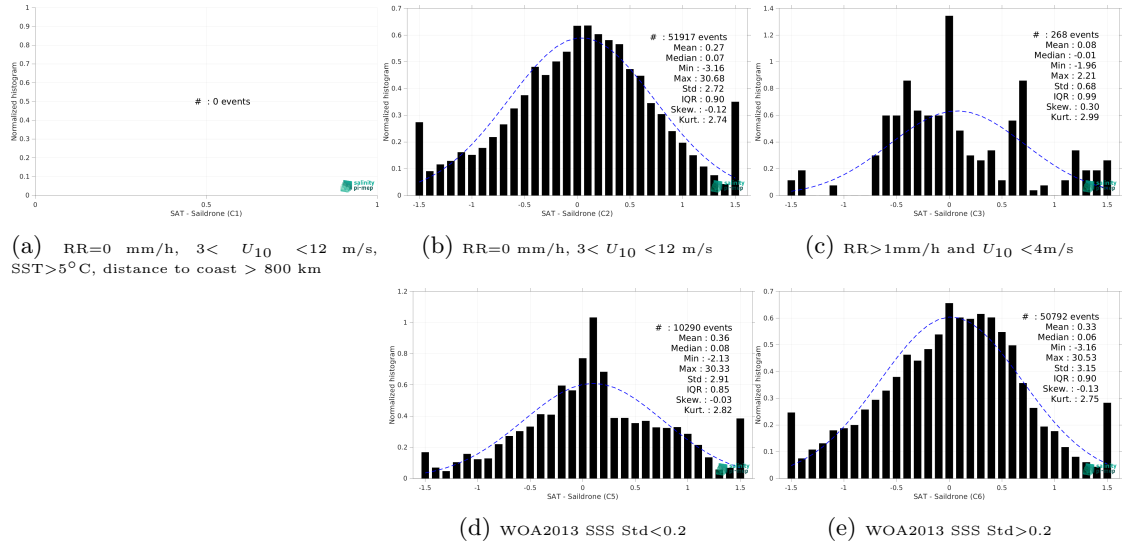 1
0.9
0.8
0.7
0.6
0.5
0.4
0.3
0.2
0.1
0
Normalized histogram
# : 0 events
0 0.5 1
SAT - Saildrone (C1)
salinity
pi-mep
(a) RR=0 mm/h, 3< U10 <12 m/s,
SST>5°C, distance to coast > 800 km
0.7
0.6
0.5
0.4
0.3
0.2
0.1
0
Normalized histogram
# : 51917 events
Mean : 0.27
Median : 0.07
Min : -3.16
Max : 30.68
Std : 2.72
IQR : 0.90
Skew. : -0.12
Kurt. : 2.74
-1.5 -1 -0.5 0 0.5 1 1.5
SAT - Saildrone (C2)
salinity
pi-mep
(b) RR=0 mm/h, 3< U10 <12 m/s
1.4
1.2
1
0.8
0.6
0.4
0.2
0
Normalized histogram
# : 268 events
Mean : 0.08
Median : -0.01
Min : -1.96
Max : 2.21
Std : 0.68
IQR : 0.99
Skew. : 0.30
Kurt. : 2.99
-1.5 -1 -0.5 0 0.5 1 1.5
SAT - Saildrone (C3)
salinity
pi-mep
(c) RR>1mm/h and U10 <4m/s
1.2
1
0.8
0.6
0.4
0.2
0
Normalized histogram
# : 10290 events
Mean : 0.36
Median : 0.08
Min : -2.13
Max : 30.33
Std : 2.91
IQR : 0.85
Skew. : -0.03
Kurt. : 2.82
-1.5 -1 -0.5 0 0.5 1 1.5
SAT - Saildrone (C5)
salinity
pi-mep
(d) WOA2013 SSS Std<0.2
0.7
0.6
0.5
0.4
0.3
0.2
0.1
0
Normalized histogram
# : 50792 events
Mean : 0.33
Median : 0.06
Min : -3.16
Max : 30.53
Std : 3.15
IQR : 0.90
Skew. : -0.13
Kurt. : 2.75
-1.5 -1 -0.5 0 0.5 1 1.5
SAT - Saildrone (C6)
salinity
pi-mep
(e) WOA2013 SSS Std>0.2